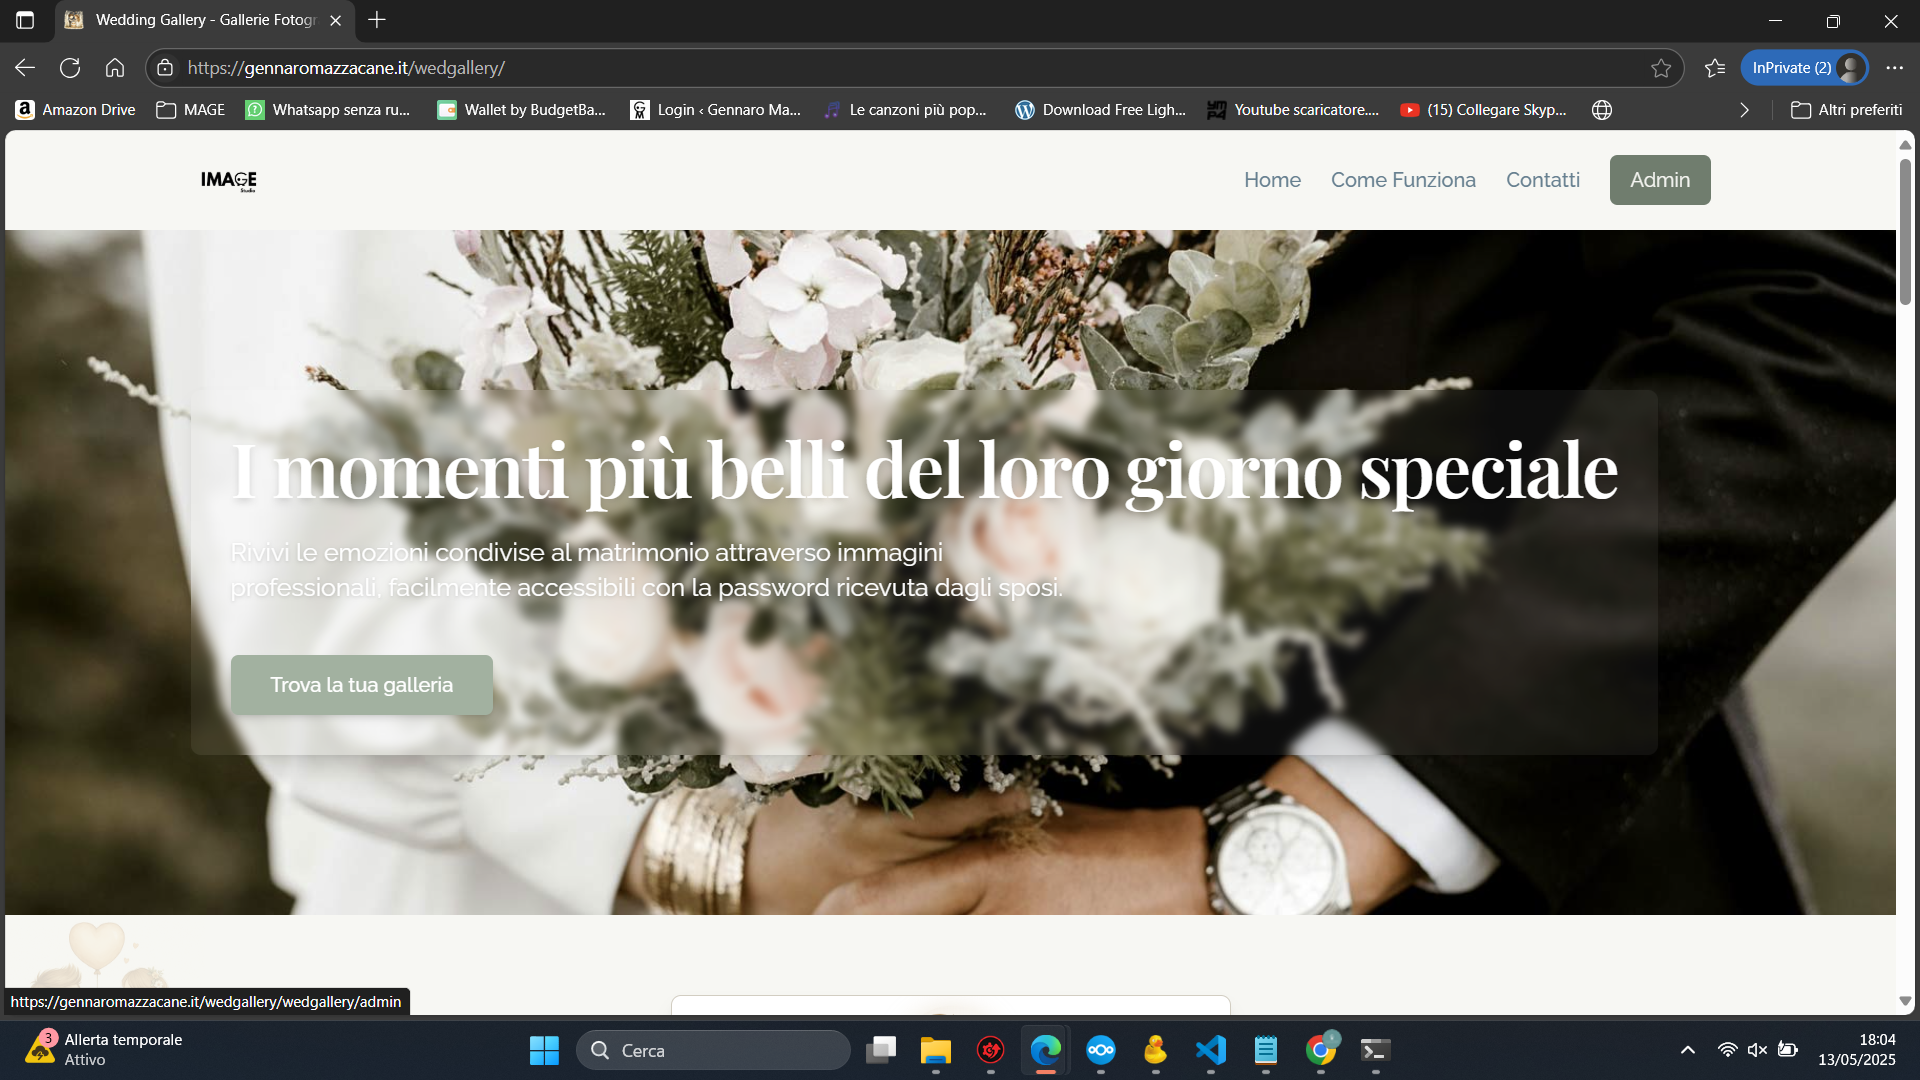 Wedding Gallery - Gallerie Fotogr
https://gennaromazzacane.it/wedgallery/
InPrivate (2)
Amazon Drive
MAGE
Whatsapp senza ru...
Wallet by BudgetBa...
Login ‹ Gennaro Ma...
Le canzoni più pop...
Download Free Ligh...
Youtube scaricatore....
(15) Collegare Skyp...
Altri preferiti
IMAGE
Studio
Home
Come Funziona
Contatti
Admin
I momenti più belli del loro giorno speciale
Rivivi le emozioni condivise al matrimonio attraverso immagini
professionali, facilmente accessibili con la password ricevuta dagli sposi.
Trova la tua galleria
https://gennaromazzacane.it/wedgallery/wedgallery/admin
3
Allerta temporale
Attivo
Cerca
18:04
13/05/2025